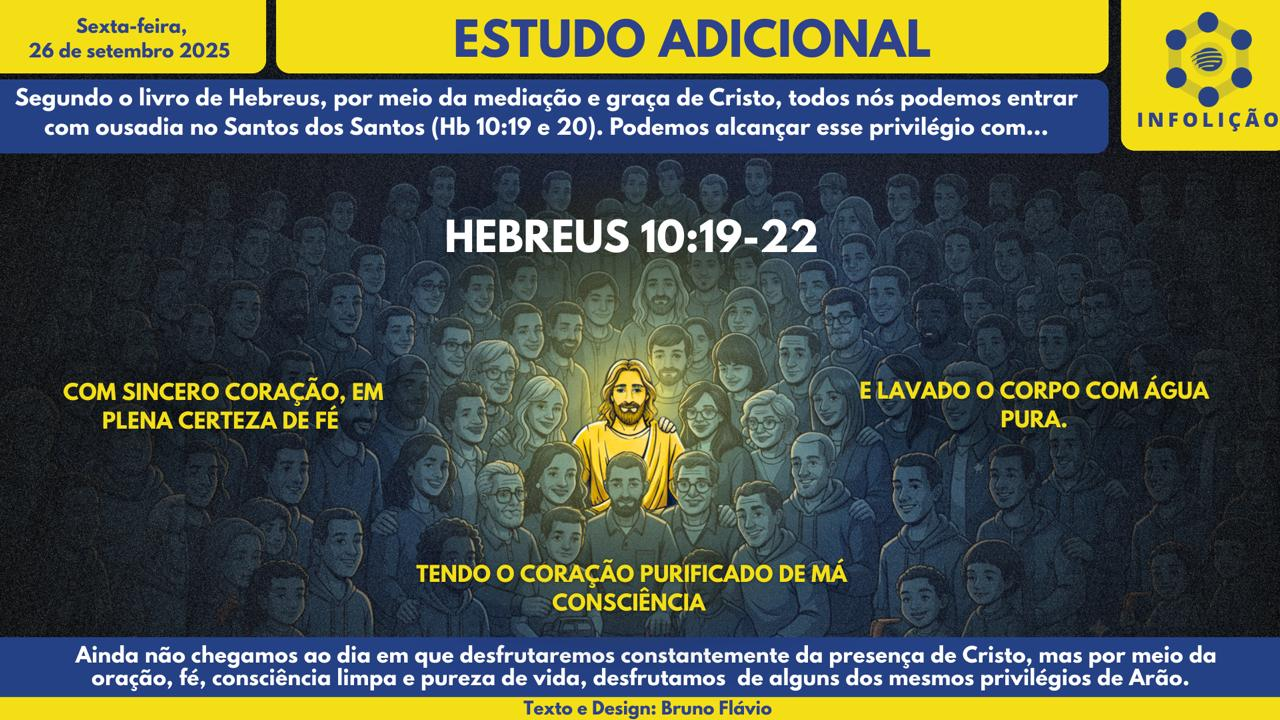 Sexta-feira,
26 de setembro 2025
ESTUDO ADICIONAL
INFOLIÇÃO
Segundo o livro de Hebreus, por meio da mediação e graça de Cristo, todos nós podemos entrar
com ousadia no Santos dos Santos (Hb 10:19 e 20). Podemos alcançar esse privilégio com...
HEBREUS 10:19-22
COM SINCERO CORAÇÃO, EM
PLENA CERTEZA DE FÉ
E LAVADO O CORPO COM ÁGUA
PURA.
TENDO O CORAÇÃO PURIFICADO DE MÁ
CONSCIÊNCIA
Ainda não chegamos ao dia em que desfrutaremos constantemente da presença de Cristo, mas por meio da
oração, fé, consciência limpa e pureza de vida, desfrutamos  de alguns dos mesmos privilégios de Arão.
Texto e Design: Bruno Flávio